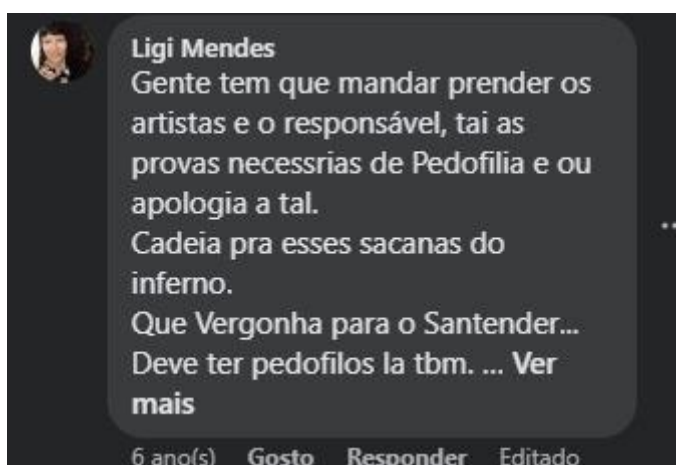 Ligi Mendes
Gente tem que mandar prender os
artistas e o responsável, tai as
provas necessrias de Pedofilia e ou
apologia a tal.
Cadeia pra esses sacanas do
inferno.
Que Vergonha para o Santender...
Deve ter pedofilos la tbm. ... Ver
mais
6 ano(s) Gosto Responder Editado